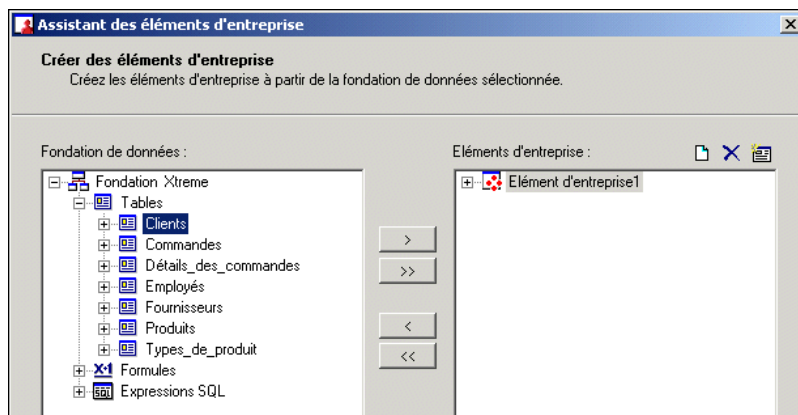 Assistant des éléments d'entreprise
Créer des éléments d'entreprise
Créez les éléments d'entreprise à partir de la fondation de données sélectionnée.
Fondation de données :
Fondation Xtreme
Tables
Clients
Commandes
Détails_des_commandes
Employés
Fournisseurs
Produits
Types_de_produit
X+1 Formules
SQL Expressions SQL
>
>>
<
<<
Eléments d'entreprise :
Elément d'entreprise1